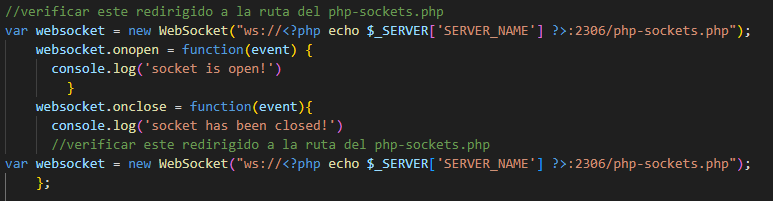 //verificar este redirigido a la ruta del php-sockets.php
var websocket = new WebSocket("ws://<?php echo $_SERVER['SERVER_NAME'] ?>:2306/php-sockets.php");
websocket.onopen = function(event) {
console.log('socket is open!')
}
websocket.onclose = function(event){
console.log('socket has been closed!')
//verificar este redirigido a la ruta del php-sockets.php
var websocket = new WebSocket("ws://<?php echo $_SERVER['SERVER_NAME'] ?>:2306/php-sockets.php");
};